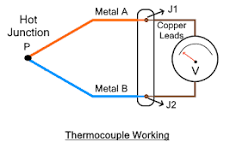 Hot
Junction
P
Metal A
J1
Copper
Leads
V
Metal B
J2
Thermocouple Working